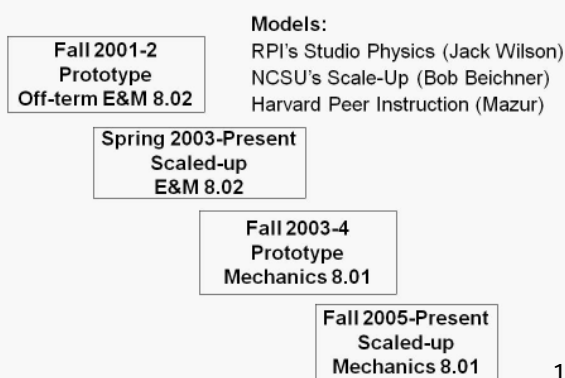 Models:
RPI's Studio Physics (Jack Wilson)
NCSU's Scale-Up (Bob Beichner)
Harvard Peer Instruction (Mazur)
Fall 2001-2
Prototype
Off-term E&M 8.02
Spring 2003-Present
Scaled-up
E&M 8.02
Fall 2003-4
Prototype
Mechanics 8.01
Fall 2005-Present
Scaled-up
Mechanics 8.01
1